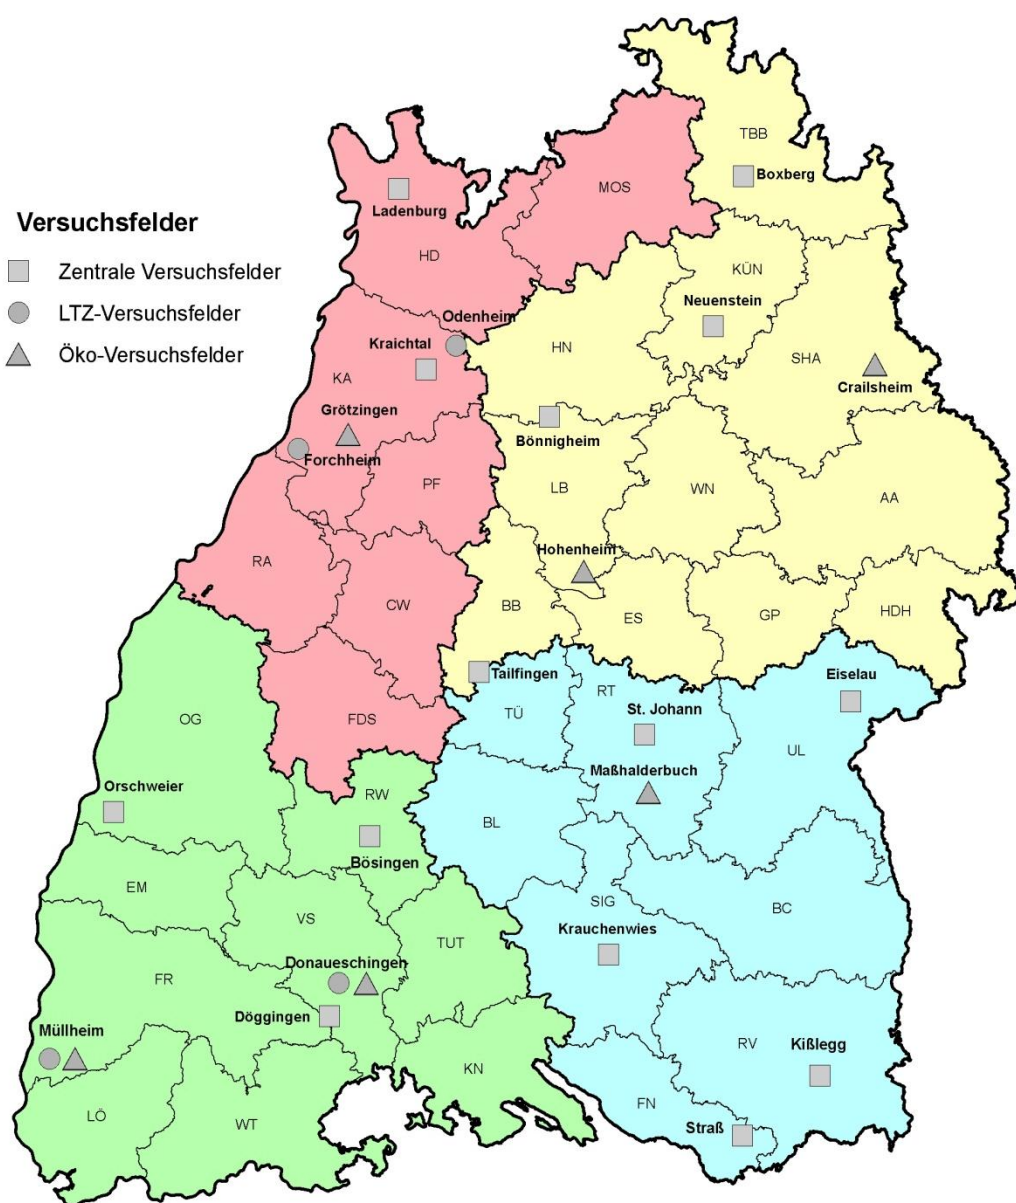 TBB
Boxberg
MOS
Ladenburg
Versuchsfelder
HD
Zentrale Versuchsfelder
KÜN
Neuenstein
LTZ-Versuchsfelder
Odenheim
Kraichtal
HN
Öko-Versuchsfelder
SHA
KA
Crailsheim
Grötzingen
Bönnigheim
Forchheim
PF
LB
WN
AA
Hohenheim
RA
CW
BB
ES
GP
HDH
Tailfingen
Eiselau
RT
TÜ
St. Johann
OG
FDS
UL
Maßhalderbuch
Orschweier
RW
BL
Bösingen
EM
SIG
BC
VS
Krauchenwies
TUT
Donaueschingen
FR
Döggingen
Müllheim
RV
Kißlegg
KN
FN
LÖ
WT
Straß